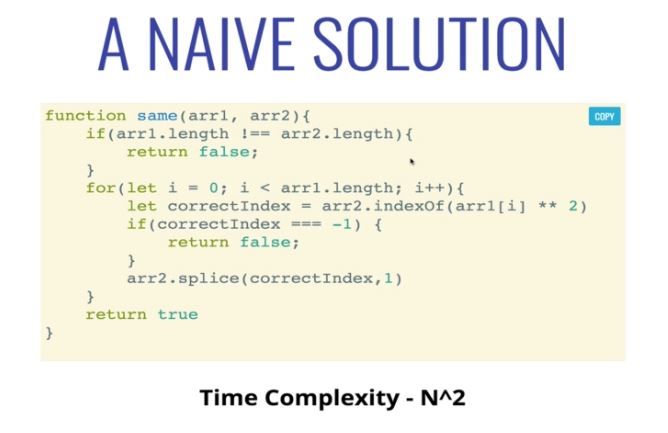 A NAIVE SOLUTION
COPY
function same(arr1, arr2){
    if(arr1.length !== arr2.length){
        return false;
    }
    for(let i = 0; i < arr1.length; i++){
        let correctIndex = arr2.indexOf(arr1[i] ** 2)
        if(correctIndex === -1) {
            return false;
        }
        arr2.splice(correctIndex,1)
    }
    return true
}
Time Complexity - N^2